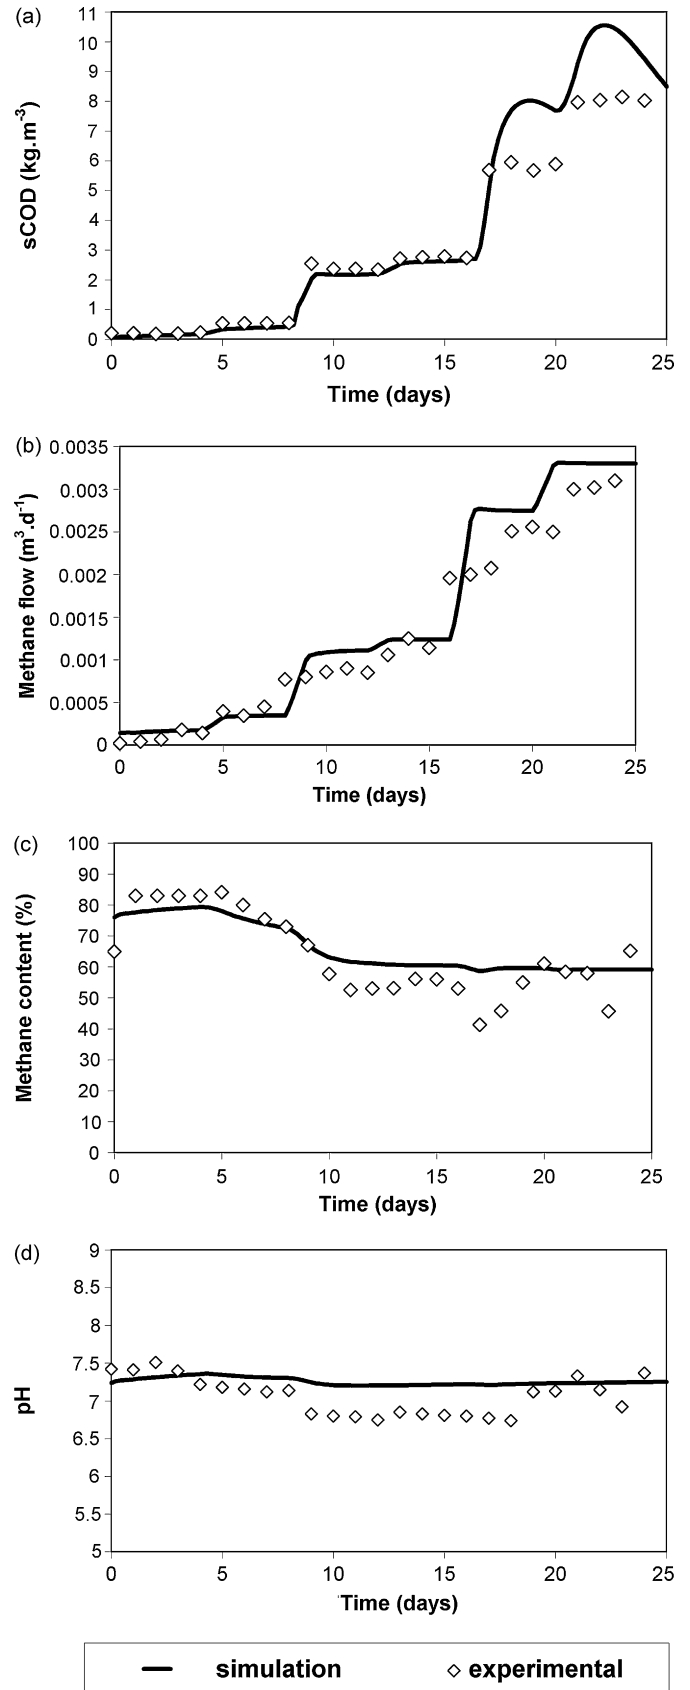 (a)
11
10
9
8
7
6
5
4
3
2
1
0
sCOD (kg.m-3)
0 5 10 15 20 25
Time (days)
(b)
0.0035
0.003
0.0025
0.002
0.0015
0.001
0.0005
0
Methane flow (m3.d-1)
0 5 10 15 20 25
Time (days)
(c)
100
90
80
70
60
50
40
30
20
10
0
Methane content (%)
0 5 10 15 20 25
Time (days)
(d)
9
8.5
8
7.5
7
6.5
6
5.5
5
pH
0 5 10 15 20 25
Time (days)
simulation experimental